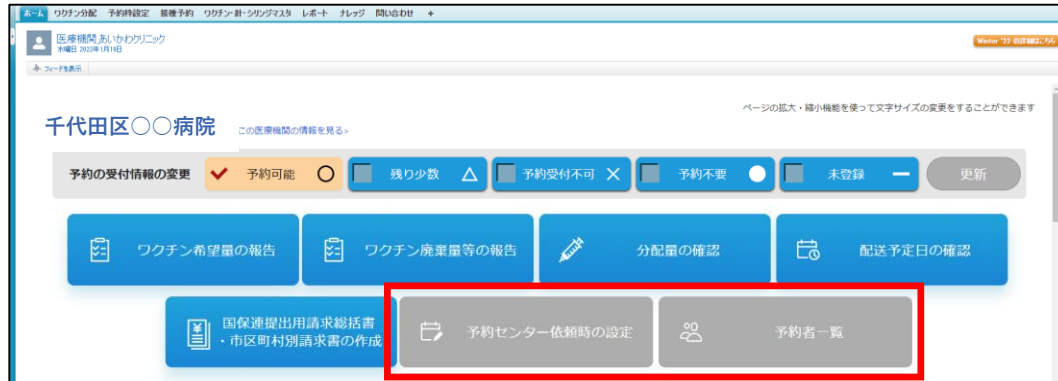 ホーム ワクチン分配 予約枠設定 接種予約 ワクチン・針・シリンジマスタ レポート ナレッジ 問い合わせ +
医療機関 あいかわクリニック
水曜日 2022年1月19日
Winter '22 の詳細はこちら
フィードを表示
ページの拡大・縮小機能を使って文字サイズの変更をすることができます
千代田区○○病院 この医療機関の情報を見る>
予約の受付情報の変更 予約可能 ○ 残り少数 △ 予約受付不可 × 予約不要 ● 未登録 ー 更新
ワクチン希望量の報告 ワクチン廃棄量等の報告 分配量の確認 配送予定日の確認
国保連提出用請求総括書
・市区町村別請求書の作成 予約センター依頼時の設定 予約者一覧